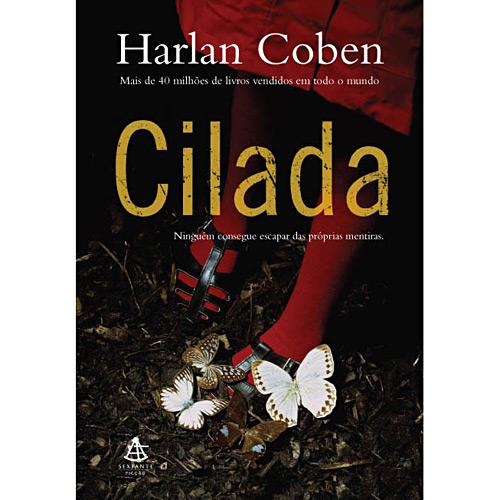 Harlan Coben
Mais de 40 milhões de livros vendidos em todo o mundo
Cilada
Ninguém consegue escapar das próprias mentiras.
SEXTANTE
FICÇÃO